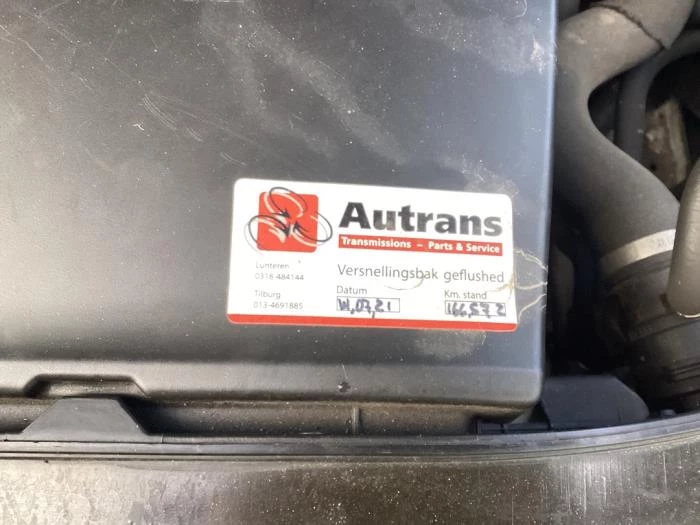 Autrans
Transmissions – Parts & Service
Lunteren
0318-484144
Versnellingsbak geflushed
Tilburg
013-4691885
Datum
Km. stand